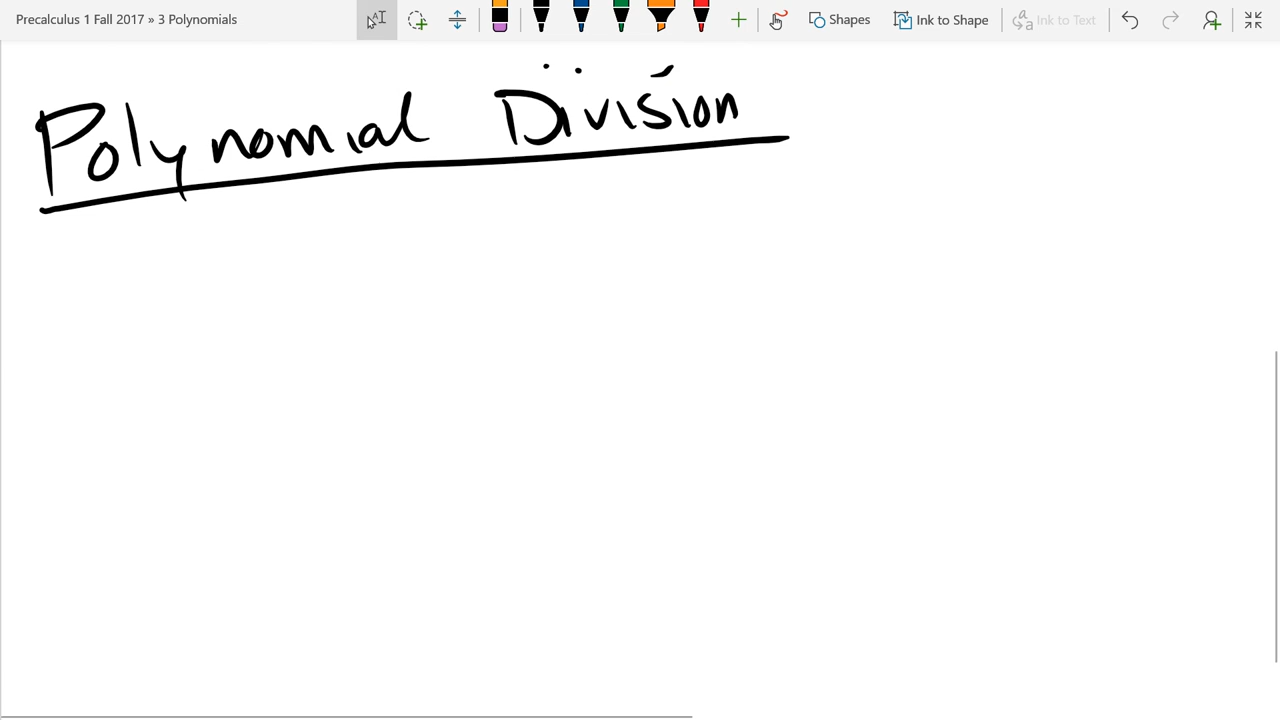 Precalculus 1 Fall 2017 » 3 Polynomials Shapes Ink to Shape Ink to Text
Polynomial Division